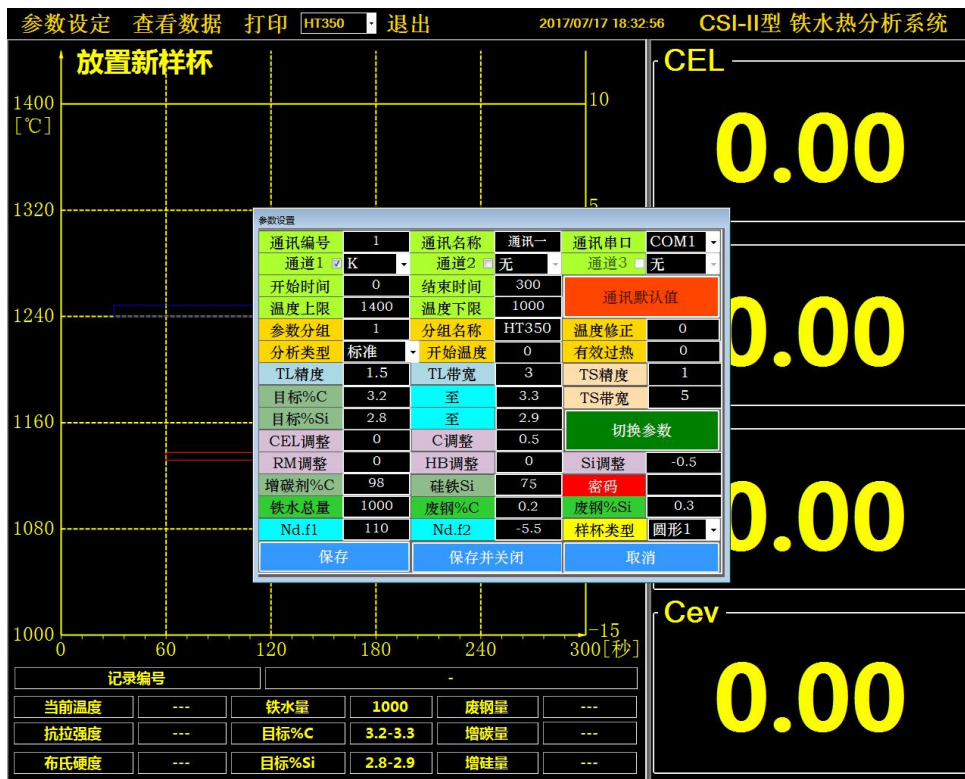 参数设定 查看数据 打印 HT350 退出 2017/07/17 18:32:56 CSI-II型 铁水热分析系统
放置新样杯
CEL
1400
[℃]
10
0.00
1320
5
参数设置
通讯编号 1 通讯名称 通讯一 通讯串口 COM1
通道1 K 通道2 无 通道3 无
开始时间 0 结束时间 300 通讯默认值
温度上限 1400 温度下限 1000
1240
0.00
参数分组 1 分组名称 HT350 温度修正 0
分析类型 标准 开始温度 0 有效过热 0
TL精度 1.5 TL带宽 3 TS精度 1
目标%C 3.2 至 3.3 TS带宽 5
目标%Si 2.8 至 2.9 切换参数
1160
CEL调整 0 C调整 0.5
RM调整 0 HB调整 0 Si调整 -0.5
增碳剂%C 98 硅铁Si 75 密码
铁水总量 1000 废钢%C 0.2 废钢%Si 0.3
Nd.f1 110 Nd.f2 -5.5 样杯类型 圆形1
1080
0.00
保存 保存并关闭 取消
Cev
1000
-15
0 60 120 180 240 300[秒]
0.00
记录编号 -
当前温度 --- 铁水量 1000 废钢量 ---
抗拉强度 --- 目标%C 3.2-3.3 增碳量 ---
布氏硬度 --- 目标%Si 2.8-2.9 增硅量 ---